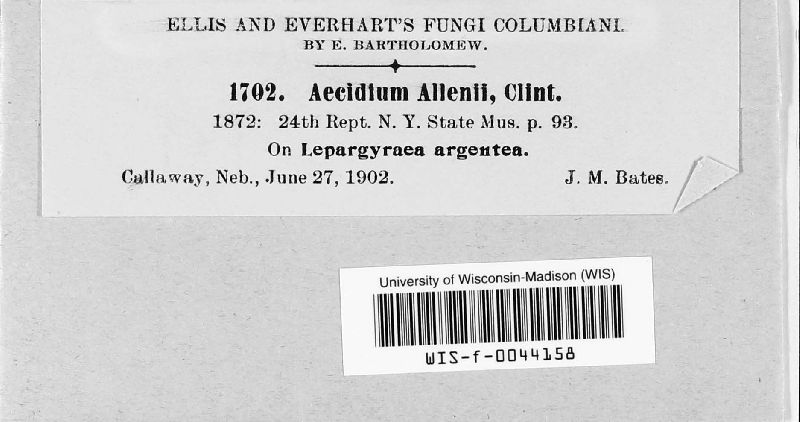 ELLIS AND EVERHART'S FUNGI COLUMBIANI.
BY E. BARTHOLOMEW.
1702. Aecidium Allenii, Clint.
1872: 24th Rept. N. Y. State Mus. p. 93.
On Lepargyraea argentea.
Callaway, Neb., June 27, 1902. J. M. Bates.
University of Wisconsin-Madison (WIS)
WIS-f-0044158